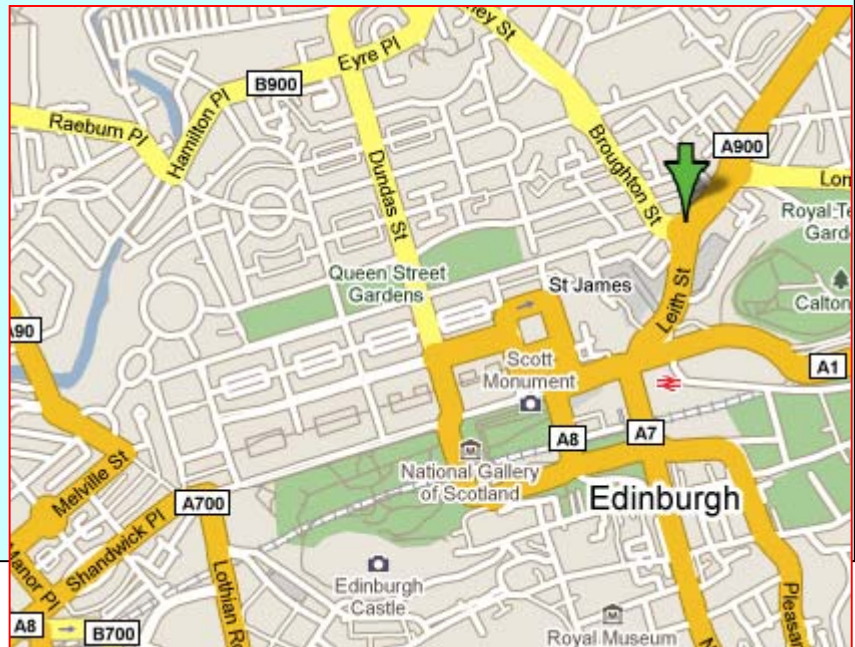 ey St
Eyre Pl
B900
Raeburn Pl
Hamilton Pl
Dundas St
Broughton St
A900
Lon
Royal Te
Gard
Queen Street
Gardens
St James
Leith St
Calton
A90
Scott
Monument
A1
A8
A7
National Gallery
of Scotland
Melville St
A700
Edinburgh
Shandwick Pl
Manor Pl
Lothian Ro
Edinburgh
Castle
Pleasan
A8
B700
Royal Museum
N